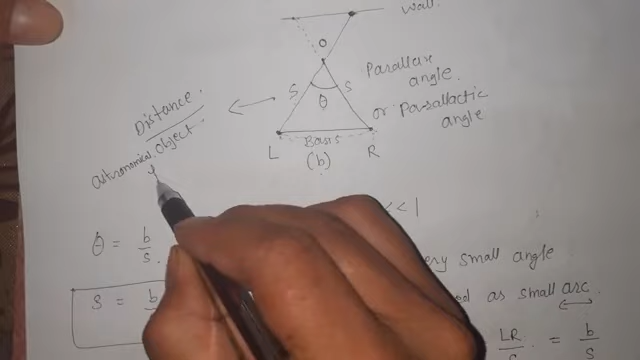 wall.
O
Parallax
angle.
S
S
θ
or Parallactic
angle
Distance.
astronomical object
Basis
L
(b)
R
<< 1
θ = b/s.
very small angle
s = b
as small arc.
LR/s = b/s